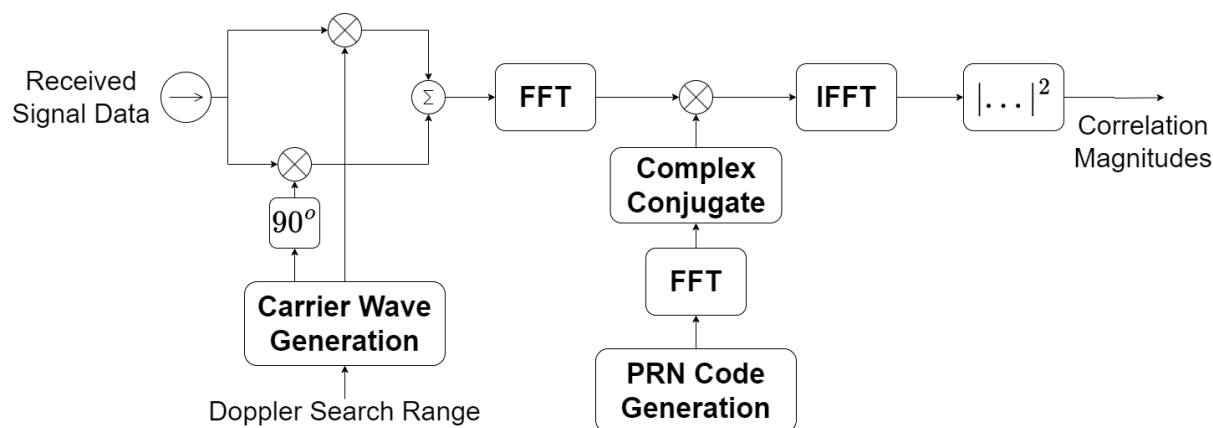 Received
Signal Data
Σ
FFT
IFFT
|...|²
Correlation
Magnitudes
Complex
Conjugate
90º
FFT
Carrier Wave
Generation
PRN Code
Generation
Doppler Search Range